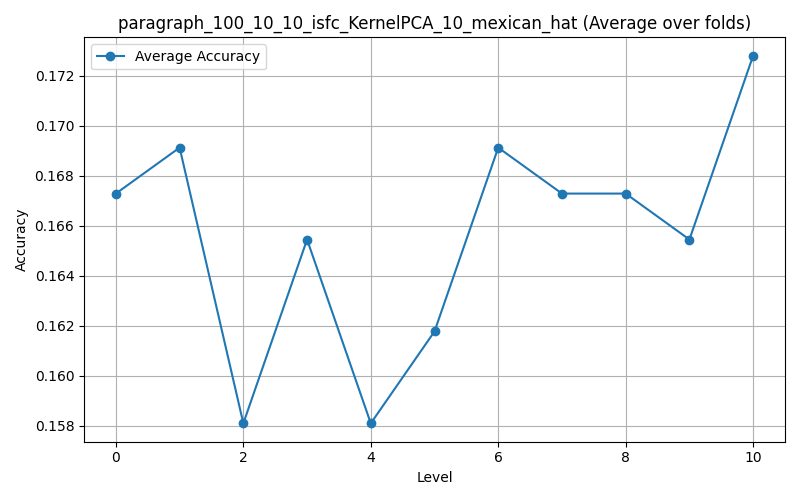 paragraph_100_10_10_isfc_KernelPCA_10_mexican_hat (Average over folds)
Average Accuracy
0.172
0.170
0.168
0.166
0.164
0.162
0.160
0.158
Accuracy
0 2 4 6 8 10
Level